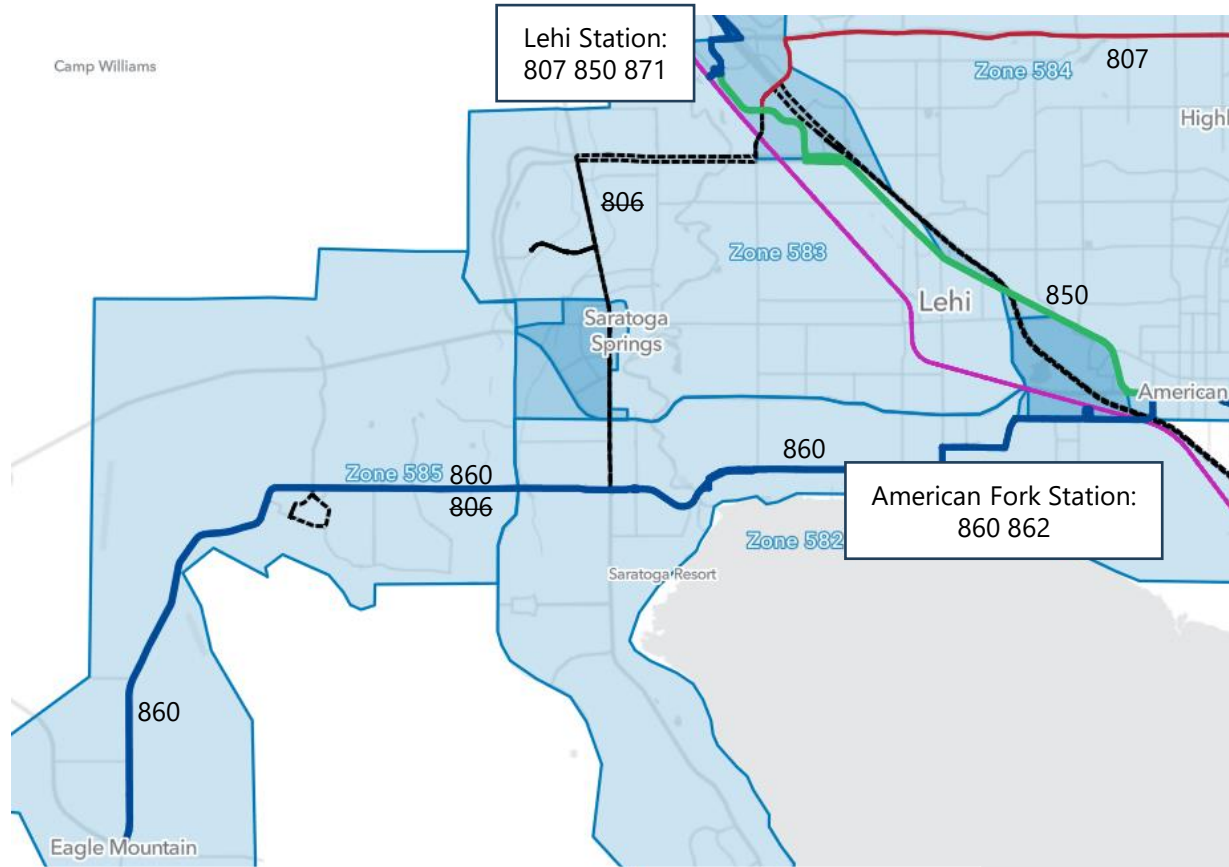 Lehi Station:
807 850 871
Camp Williams
Zone 584
807
Highl
806
Zone 583
850
Lehi
Saratoga
Springs
American
Zone 585
860
860
806
American Fork Station:
860 862
Zone 582
Saratoga Resort
860
Eagle Mountain